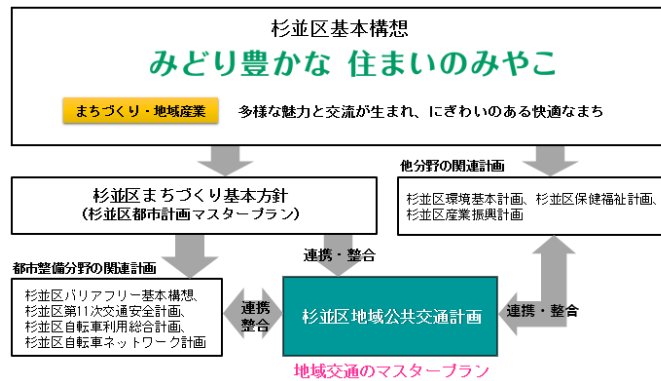 杉並区基本構想
みどり豊かな 住まいのみやこ
まちづくり・地域産業
多様な魅力と交流が生まれ、にぎわいのある快適なまち
杉並区まちづくり基本方針
（杉並区都市計画マスタープラン）
他分野の関連計画
杉並区環境基本計画、杉並区保健福祉計画、
杉並区産業振興計画
連携・整合
都市整備分野の関連計画
杉並区バリアフリー基本構想、
杉並区第11次交通安全計画、
杉並区自転車利用総合計画、
杉並区自転車ネットワーク計画
連携
整合
杉並区地域公共交通計画
連携・整合
地域交通のマスタープラン